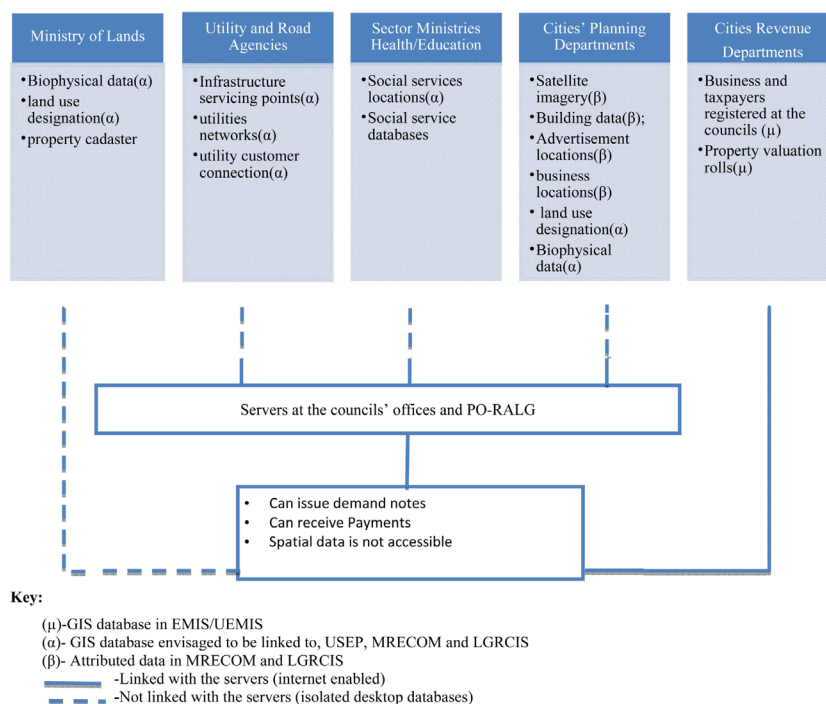 Ministry of Lands
•Biophysical data(α)
•land use
designation(α)
•property cadaster
Utility and Road
Agencies
•Infrastructure
servicing points(α)
•utilities
networks(α)
•utility customer
connection(α)
Sector Ministries
Health/Education
•Social services
locations(α)
•Social service
databases
Cities’ Planning
Departments
•Satellite
imagery(β)
•Building data(β);
•Advertisement
locations(β)
•business
locations(β)
• land use
designation(α)
•Biophysical
data(α)
Cities Revenue
Departments
•Business and
taxpayers
registered at the
councils (μ)
•Property valuation
rolls(μ)
Servers at the councils’ offices and PO-RALG
• Can issue demand notes
• Can receive Payments
• Spatial data is not accessible
Key:
(μ)-GIS database in EMIS/UEMIS
(α)- GIS database envisaged to be linked to, USEP, MRECOM and LGRCIS
(β)- Attributed data in MRECOM and LGRCIS
-Linked with the servers (internet enabled)
-Not linked with the servers (isolated desktop databases)